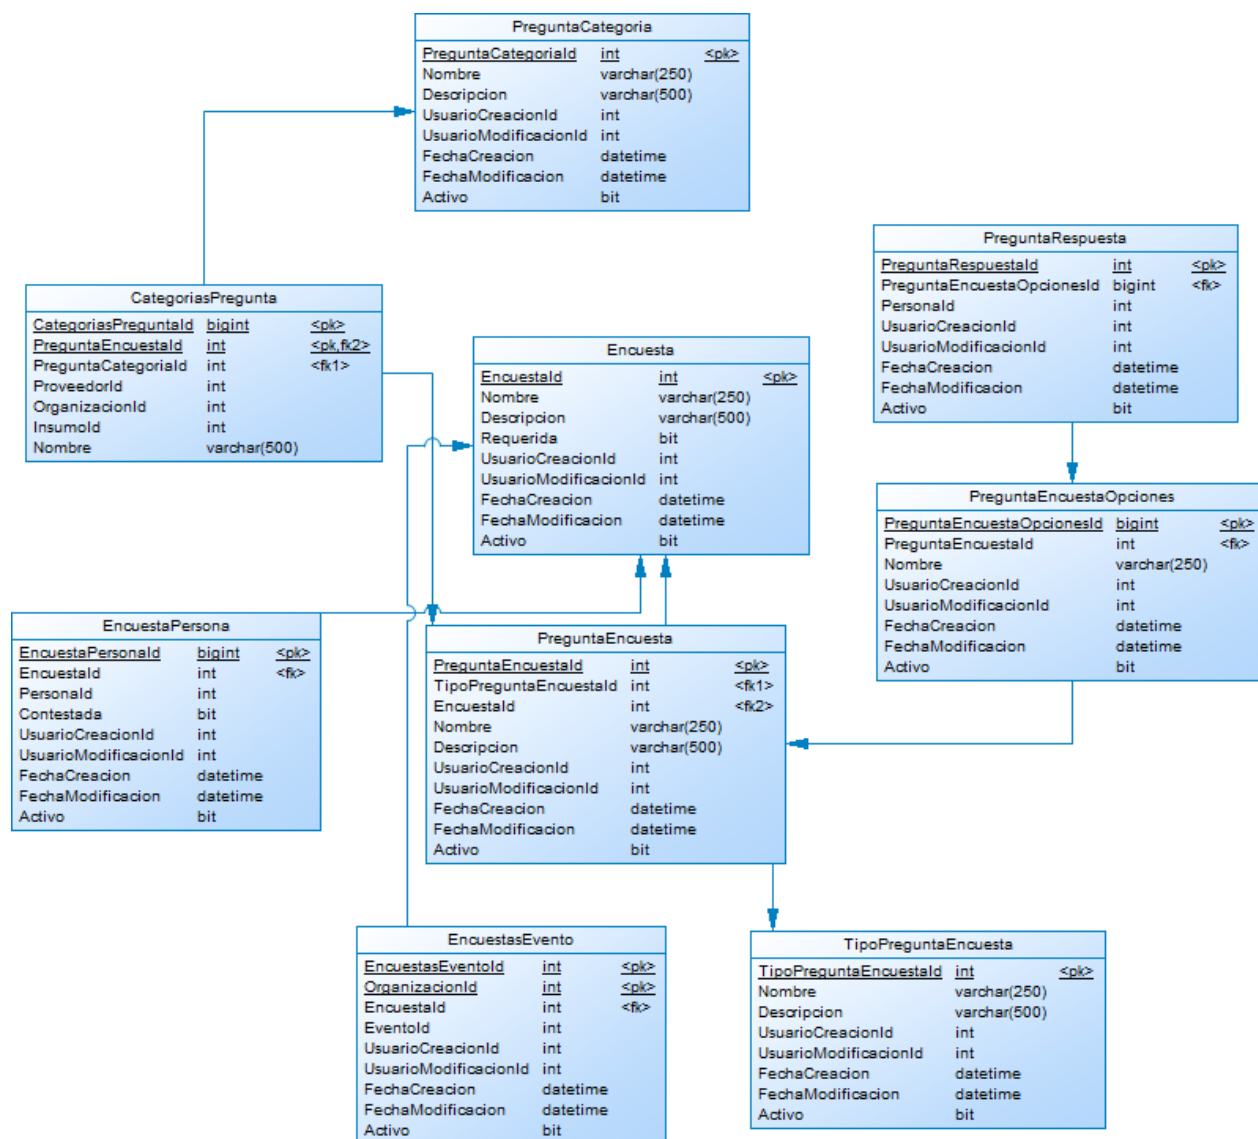 PreguntaCategoria
PreguntaCategoriaId int <pk>
Nombre varchar(250)
Descripcion varchar(500)
UsuarioCreacionId int
UsuarioModificacionId int
FechaCreacion datetime
FechaModificacion datetime
Activo bit
PreguntaRespuesta
PreguntaRespuestaId int <pk>
PreguntaEncuestaOpcionesId bigint <fk>
PersonaId int
UsuarioCreacionId int
UsuarioModificacionId int
FechaCreacion datetime
FechaModificacion datetime
Activo bit
CategoriasPregunta
CategoriasPreguntaId bigint <pk>
PreguntaEncuestaId int <pk,fk2>
PreguntaCategoriaId int <fk1>
ProveedorId int
OrganizacionId int
InsumoId int
Nombre varchar(500)
Encuesta
EncuestaId int <pk>
Nombre varchar(250)
Descripcion varchar(500)
Requerida bit
UsuarioCreacionId int
UsuarioModificacionId int
FechaCreacion datetime
FechaModificacion datetime
Activo bit
PreguntaEncuestaOpciones
PreguntaEncuestaOpcionesId bigint <pk>
PreguntaEncuestaId int <fk>
Nombre varchar(250)
UsuarioCreacionId int
UsuarioModificacionId int
FechaCreacion datetime
FechaModificacion datetime
Activo bit
EncuestaPersona
EncuestaPersonaId bigint <pk>
EncuestaId int <fk>
PersonaId int
Contestada bit
UsuarioCreacionId int
UsuarioModificacionId int
FechaCreacion datetime
FechaModificacion datetime
Activo bit
PreguntaEncuesta
PreguntaEncuestaId int <pk>
TipoPreguntaEncuestaId int <fk1>
EncuestaId int <fk2>
Nombre varchar(250)
Descripcion varchar(500)
UsuarioCreacionId int
UsuarioModificacionId int
FechaCreacion datetime
FechaModificacion datetime
Activo bit
EncuestasEvento
EncuestasEventoId int <pk>
OrganizacionId int <pk>
EncuestaId int <fk>
EventoId int
UsuarioCreacionId int
UsuarioModificacionId int
FechaCreacion datetime
FechaModificacion datetime
Activo bit
TipoPreguntaEncuesta
TipoPreguntaEncuestaId int <pk>
Nombre varchar(250)
Descripcion varchar(500)
UsuarioCreacionId int
UsuarioModificacionId int
FechaCreacion datetime
FechaModificacion datetime
Activo bit